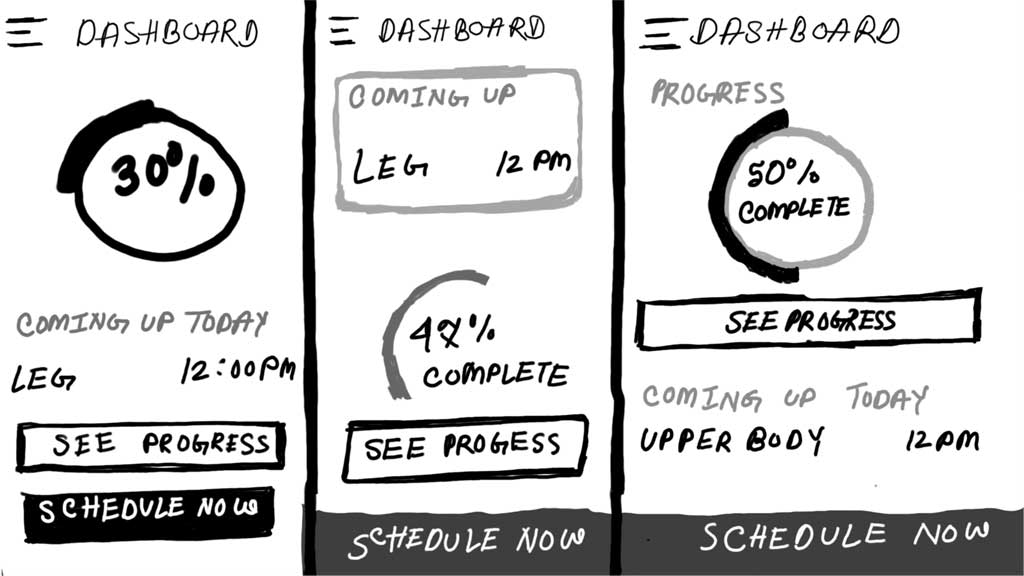 DASHBOARD
30%
COMING UP TODAY
LEG 12:00PM
SEE PROGRESS
SCHEDULE NOW
DASHBOARD
COMING UP
LEG 12 PM
%
COMPLETE
SEE PROGESS
SCHEDULE NOW
DASHBOARD
PROGRESS
50%
COMPLETE
SEE PROGRESS
COMING UP TODAY
UPPER BODY 12PM
SCHEDULE NOW